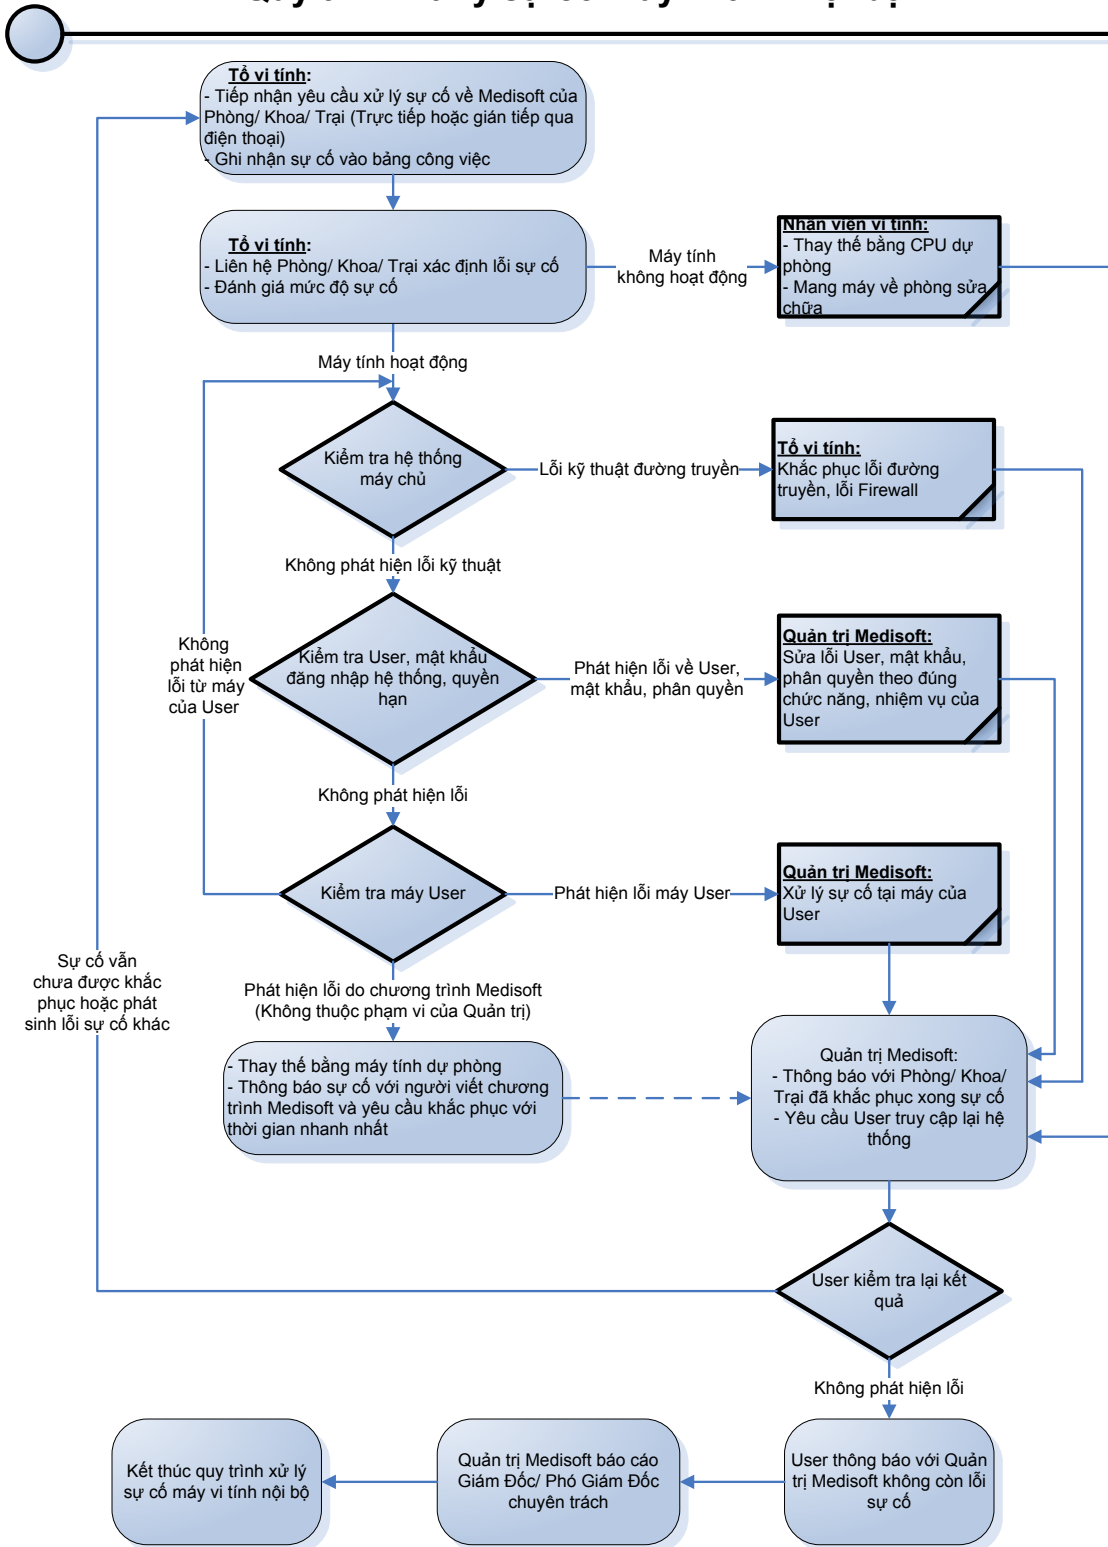 Tổ vi tính:
- Tiếp nhận yêu cầu xử lý sự cố về Medisoft của
Phòng/ Khoa/ Trại (Trực tiếp hoặc gián tiếp qua
điện thoại)
- Ghi nhận sự cố vào bảng công việc
Tổ vi tính:
- Liên hệ Phòng/ Khoa/ Trại xác định lỗi sự cố
- Đánh giá mức độ sự cố
Máy tính
không hoạt động
Nhân viên vi tính:
- Thay thế bằng CPU dự
phòng
- Mang máy về phòng sửa
chữa
Máy tính hoạt động
Kiểm tra hệ thống
máy chủ
Lỗi kỹ thuật đường truyền
Tổ vi tính:
Khắc phục lỗi đường
truyền, lỗi Firewall
Không phát hiện lỗi kỹ thuật
Không
phát hiện
lỗi từ máy
của User
Kiểm tra User, mật khẩu
đăng nhập hệ thống, quyền
hạn
Phát hiện lỗi về User,
mật khẩu, phân quyền
Quản trị Medisoft:
Sửa lỗi User, mật khẩu,
phân quyền theo đúng
chức năng, nhiệm vụ của
User
Không phát hiện lỗi
Kiểm tra máy User
Phát hiện lỗi máy User
Quản trị Medisoft:
Xử lý sự cố tại máy của
User
Sự cố vẫn
chưa được khắc
phục hoặc phát
sinh lỗi sự cố khác
Phát hiện lỗi do chương trình Medisoft
(Không thuộc phạm vi của Quản trị)
- Thay thế bằng máy tính dự phòng
- Thông báo sự cố với người viết chương
trình Medisoft và yêu cầu khắc phục với
thời gian nhanh nhất
Quản trị Medisoft:
- Thông báo với Phòng/ Khoa/
Trại đã khắc phục xong sự cố
- Yêu cầu User truy cập lại hệ
thống
User kiểm tra lại kết
quả
Không phát hiện lỗi
Kết thúc quy trình xử lý
sự cố máy vi tính nội bộ
Quản trị Medisoft báo cáo
Giám Đốc/ Phó Giám Đốc
chuyên trách
User thông báo với Quản
trị Medisoft không còn lỗi
sự cố